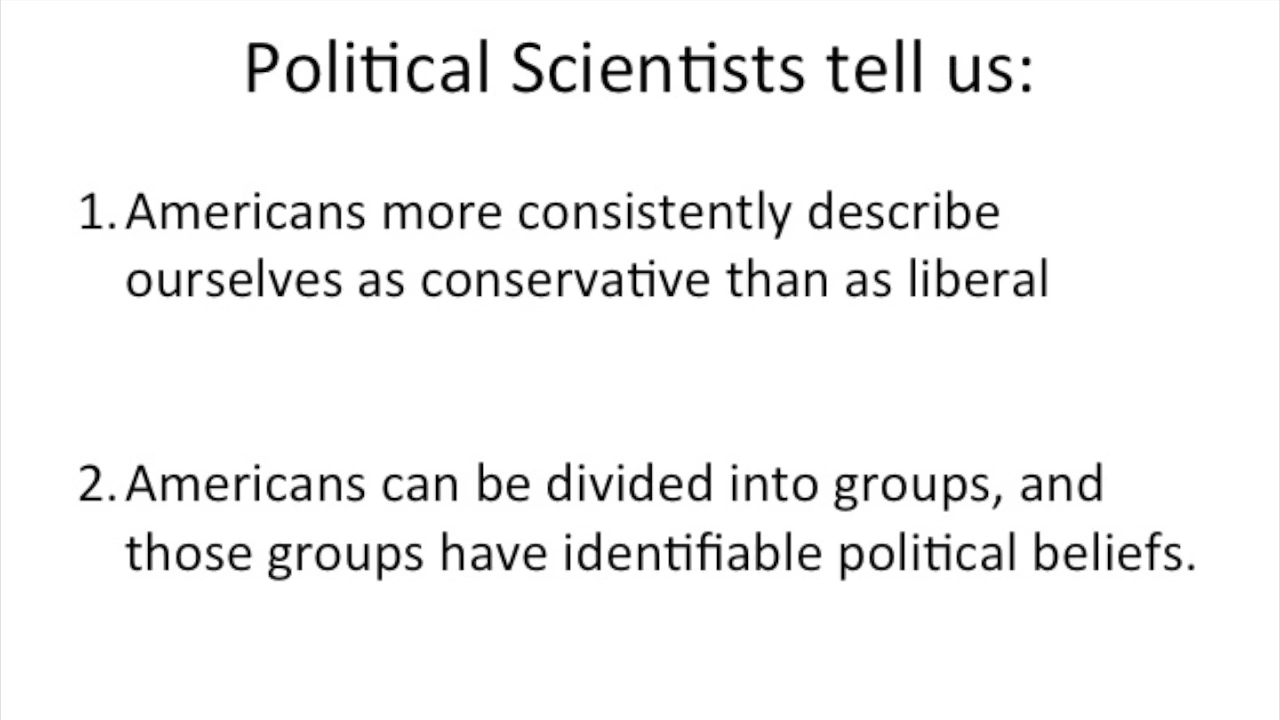 Political Scientists tell us:
1. Americans more consistently describe
ourselves as conservative than as liberal
2. Americans can be divided into groups, and
those groups have identifiable political beliefs.